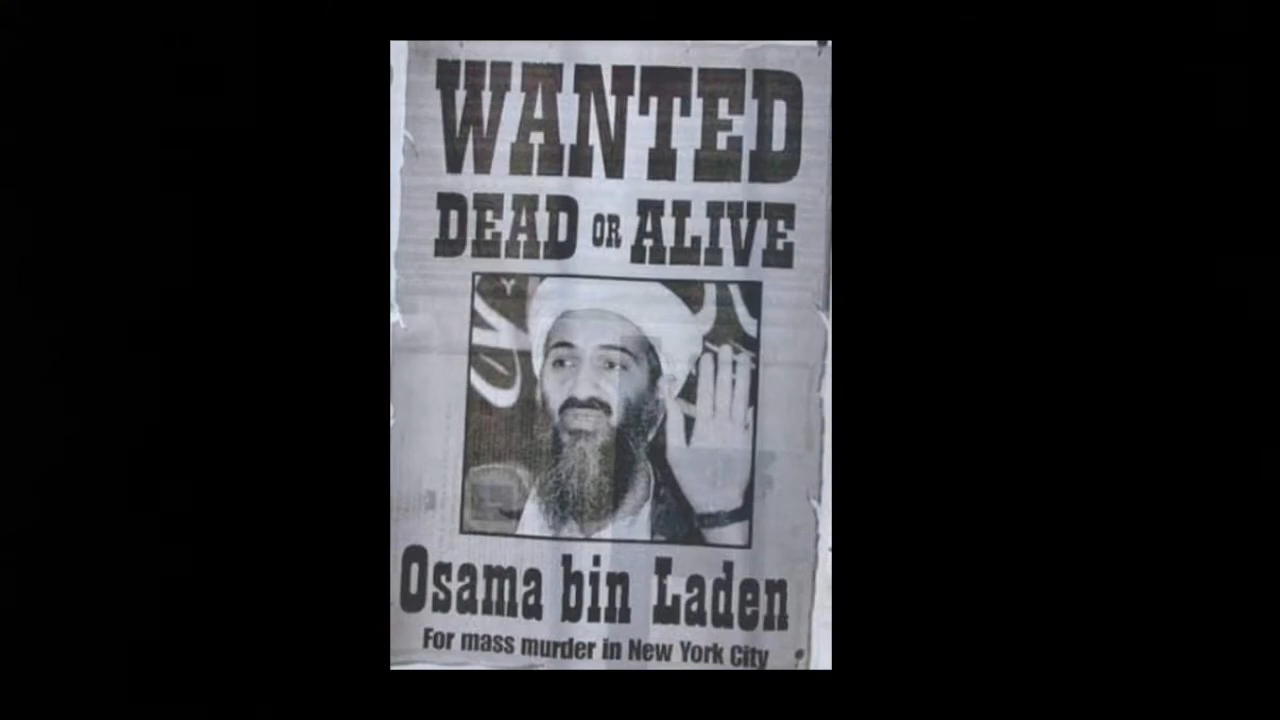 WANTED
DEAD OR ALIVE
Osama bin Laden
For mass murder in New York City